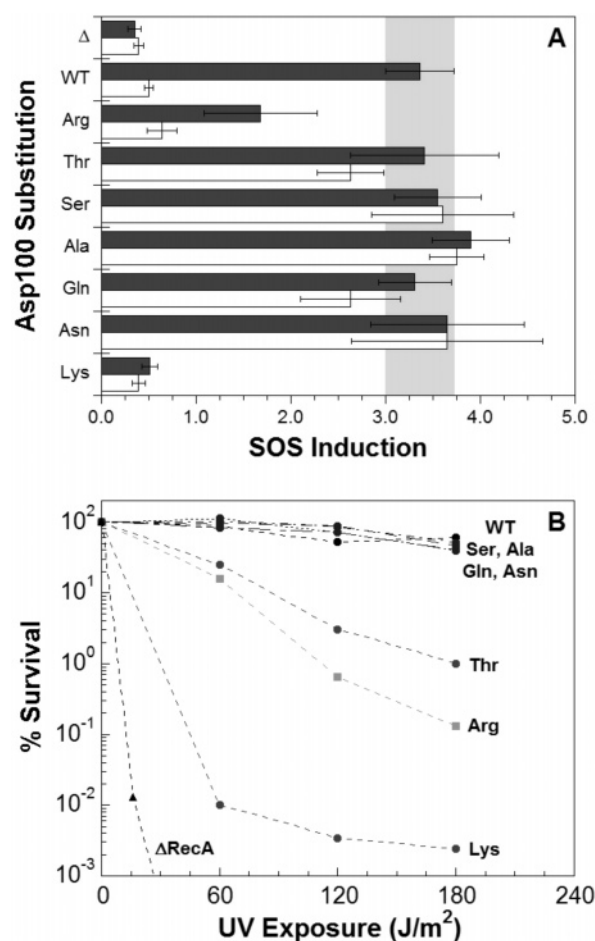 A
Asp100 Substitution
Δ
WT
Arg
Thr
Ser
Ala
Gln
Asn
Lys
0.0 1.0 2.0 3.0 4.0 5.0
SOS Induction
B
% Survival
10²
10¹
10⁰
10⁻¹
10⁻²
10⁻³
WT
Ser, Ala
Gln, Asn
Thr
Arg
Lys
ΔRecA
0 60 120 180 240
UV Exposure (J/m²)